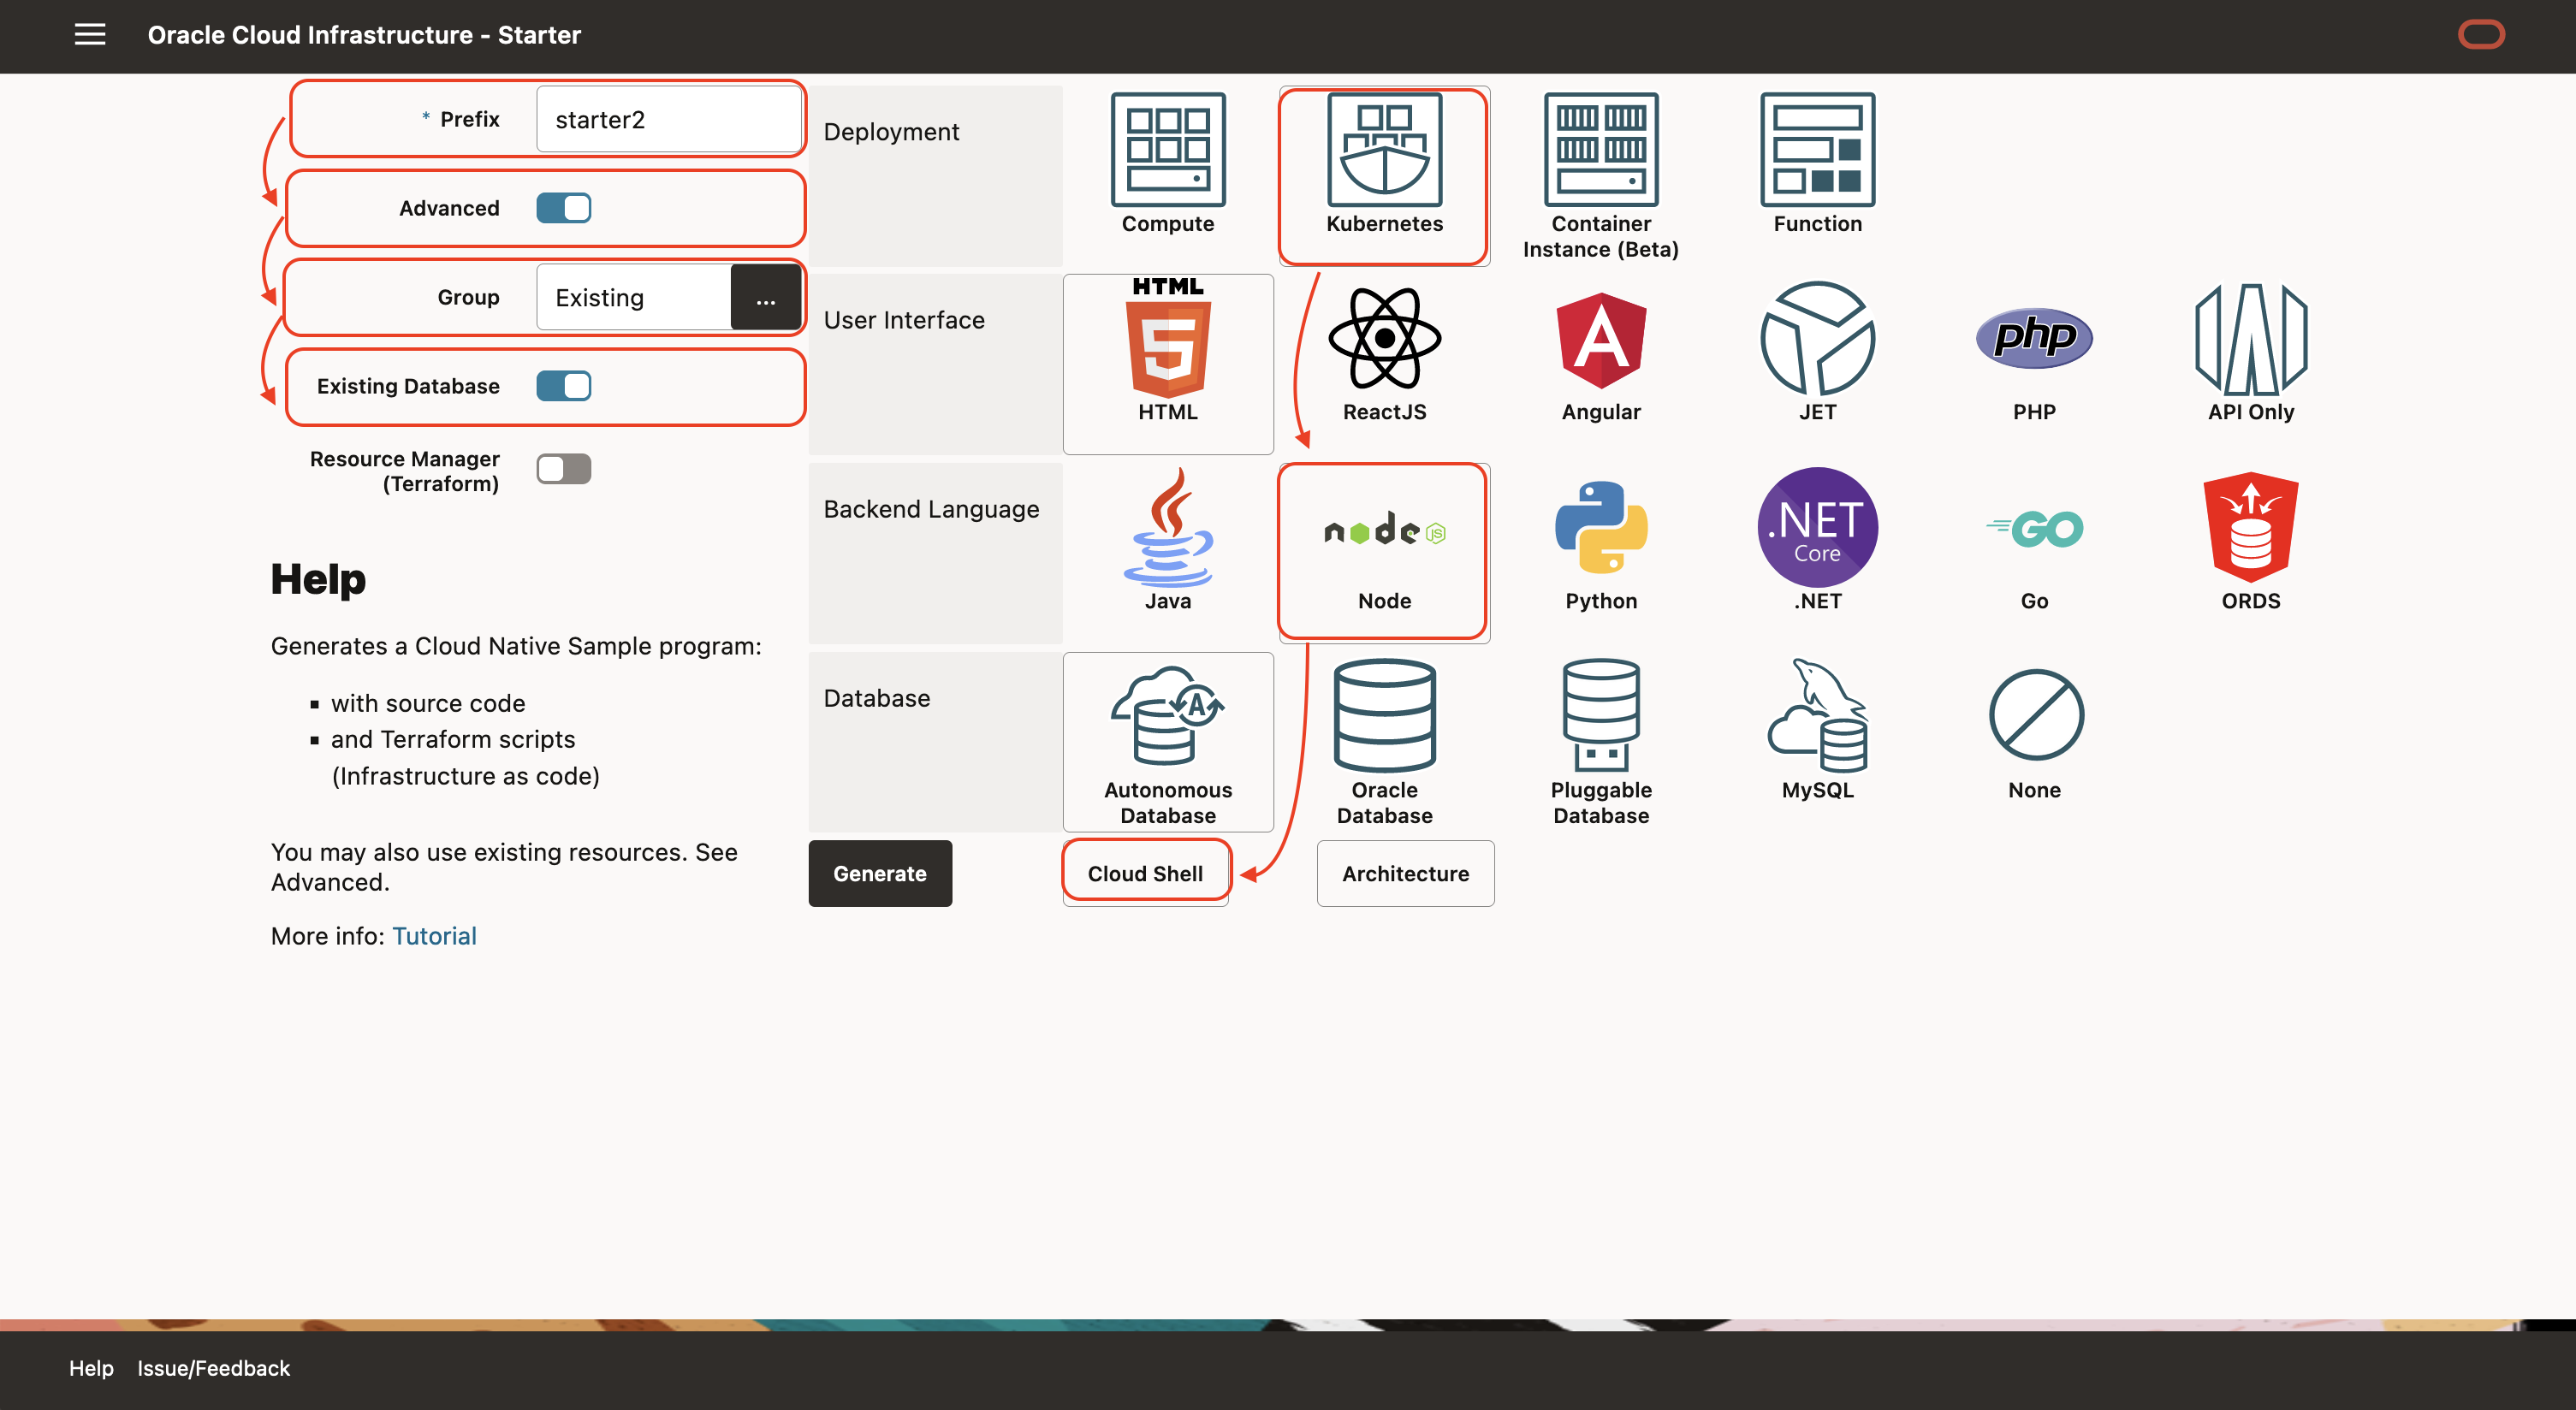 Oracle Cloud Infrastructure - Starter
* Prefix
starter2
Advanced
Group
Existing
...
Existing Database
Resource Manager
(Terraform)
Help
Generates a Cloud Native Sample program:
with source code
and Terraform scripts
(Infrastructure as code)
You may also use existing resources. See
Advanced.
More info: Tutorial
Deployment
Compute
Kubernetes
Container
Instance (Beta)
Function
User Interface
HTML
5
HTML
ReactJS
A
Angular
JET
php
PHP
API Only
Backend Language
Java
node
JS
Node
Python
.NET
Core
.NET
GO
Go
ORDS
Database
A
Autonomous
Database
Oracle
Database
Pluggable
Database
MySQL
None
Generate
Cloud Shell
Architecture
Help
Issue/Feedback